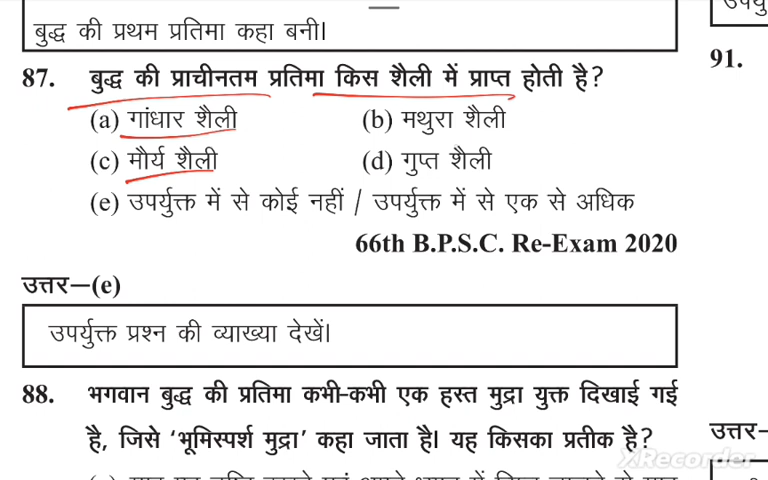 बुद्ध की प्रथम प्रतिमा कहा बनी।
87. बुद्ध की प्राचीनतम प्रतिमा किस शैली में प्राप्त होती है?
(a) गांधार शैली (b) मथुरा शैली
(c) मौर्य शैली (d) गुप्त शैली
(e) उपर्युक्त में से कोई नहीं / उपर्युक्त में से एक से अधिक
66th B.P.S.C. Re-Exam 2020
उत्तर—(e)
उपर्युक्त प्रश्न की व्याख्या देखें।
88. भगवान बुद्ध की प्रतिमा कभी-कभी एक हस्त मुद्रा युक्त दिखाई गई
है, जिसे 'भूमिस्पर्श मुद्रा' कहा जाता है। यह किसका प्रतीक है?
91.
उत्तर—
XRecorder